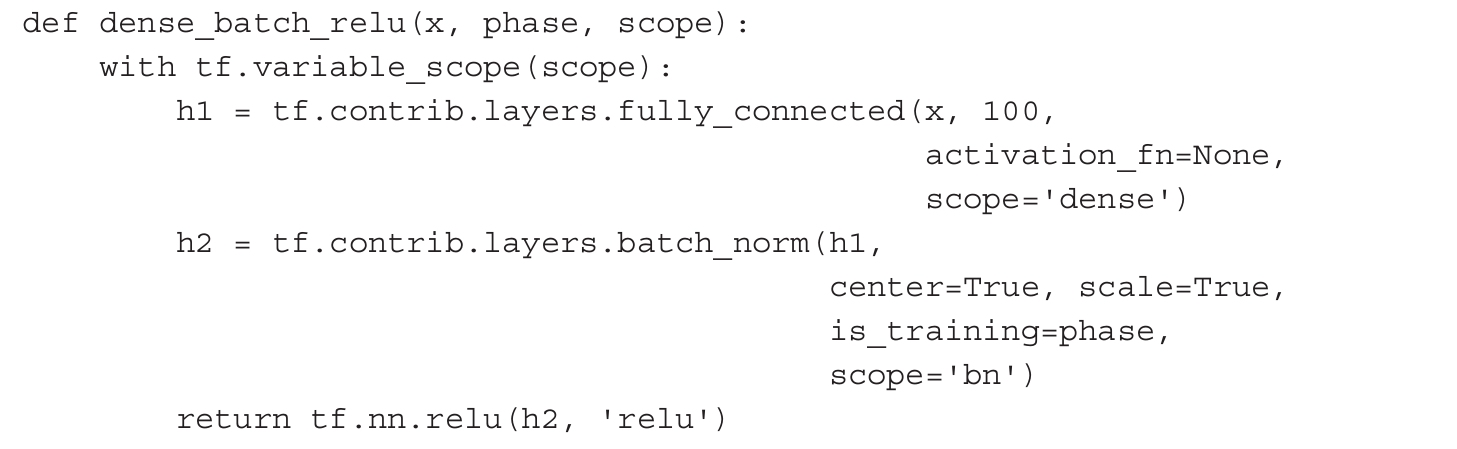 def dense_batch_relu(x, phase, scope):
    with tf.variable_scope(scope):
        h1 = tf.contrib.layers.fully_connected(x, 100,
                                               activation_fn=None,
                                               scope='dense')
        h2 = tf.contrib.layers.batch_norm(h1,
                                          center=True, scale=True,
                                          is_training=phase,
                                          scope='bn')
        return tf.nn.relu(h2, 'relu')